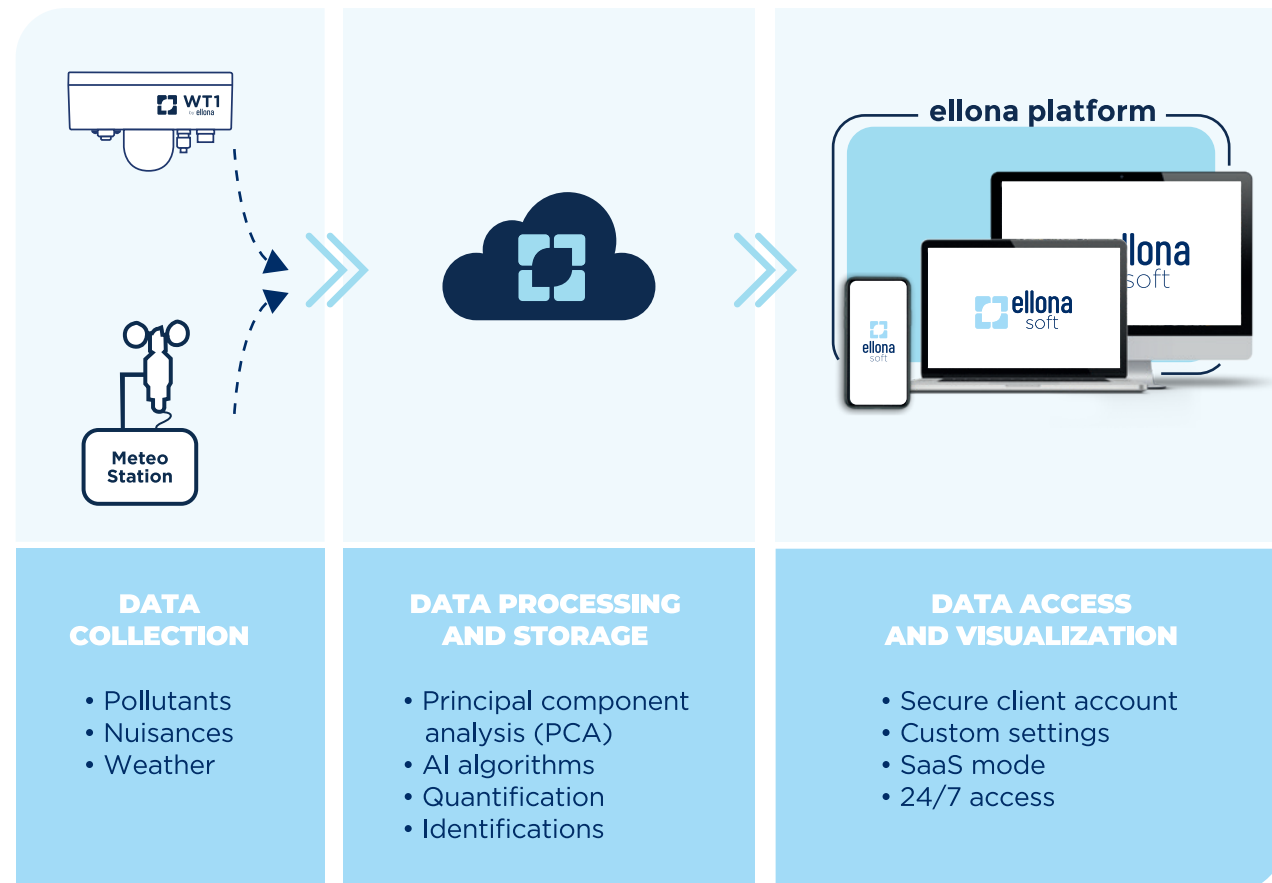 WT1
by ellona
Meteo
Station
ellona platform
ellona
soft
ellona
soft
llona
soft
DATA
COLLECTION
• Pollutants
• Nuisances
• Weather
DATA PROCESSING
AND STORAGE
• Principal component
analysis (PCA)
• AI algorithms
• Quantification
• Identifications
DATA ACCESS
AND VISUALIZATION
• Secure client account
• Custom settings
• SaaS mode
• 24/7 access